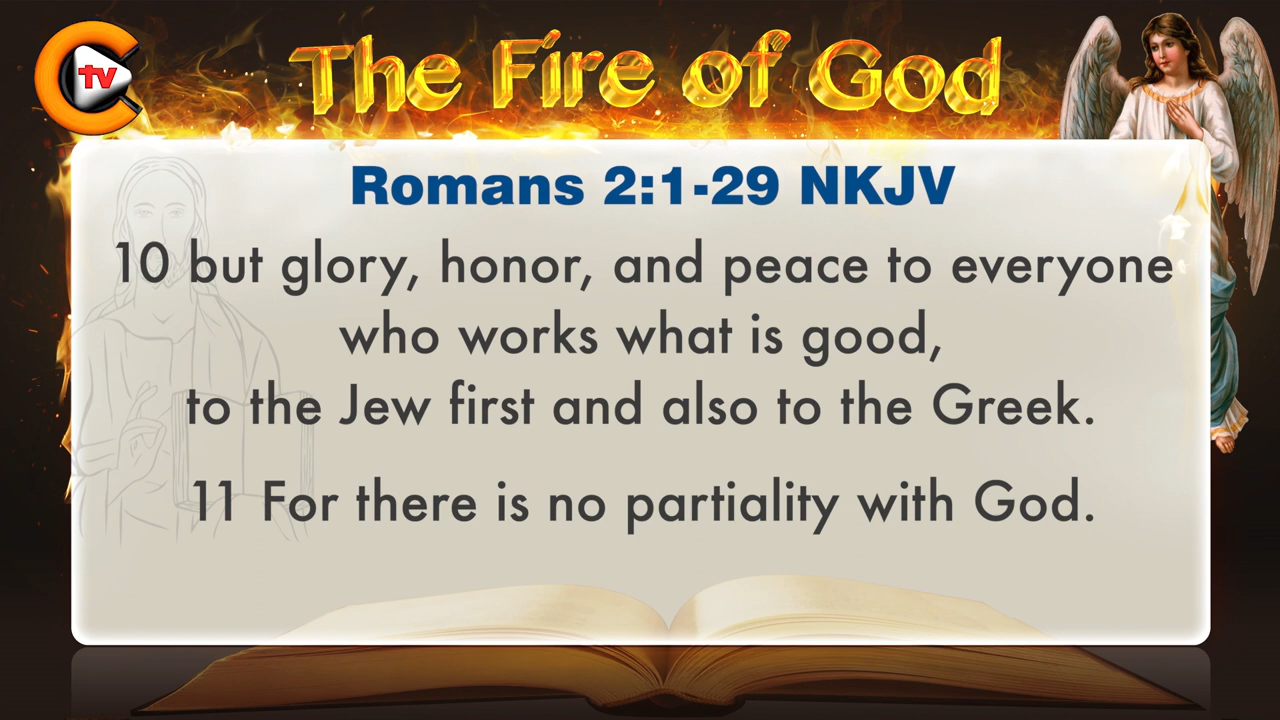 tv
The Fire of God
Romans 2:1-29 NKJV
10 but glory, honor, and peace to everyone
who works what is good,
to the Jew first and also to the Greek.
11 For there is no partiality with God.